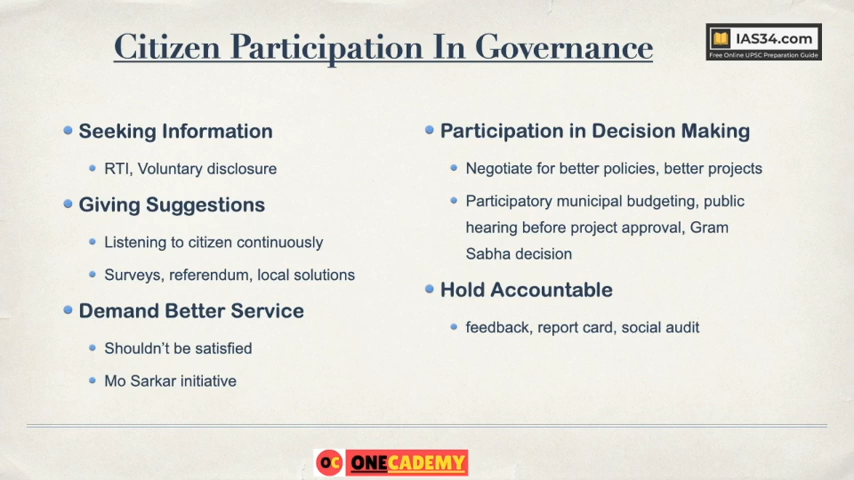 Citizen Participation In Governance
IAS34.com
Free Online UPSC Preparation Guide
Seeking Information
RTI, Voluntary disclosure
Giving Suggestions
Listening to citizen continuously
Surveys, referendum, local solutions
Demand Better Service
Shouldn't be satisfied
Mo Sarkar initiative
Participation in Decision Making
Negotiate for better policies, better projects
Participatory municipal budgeting, public
hearing before project approval, Gram
Sabha decision
Hold Accountable
feedback, report card, social audit
OC ONECADEMY